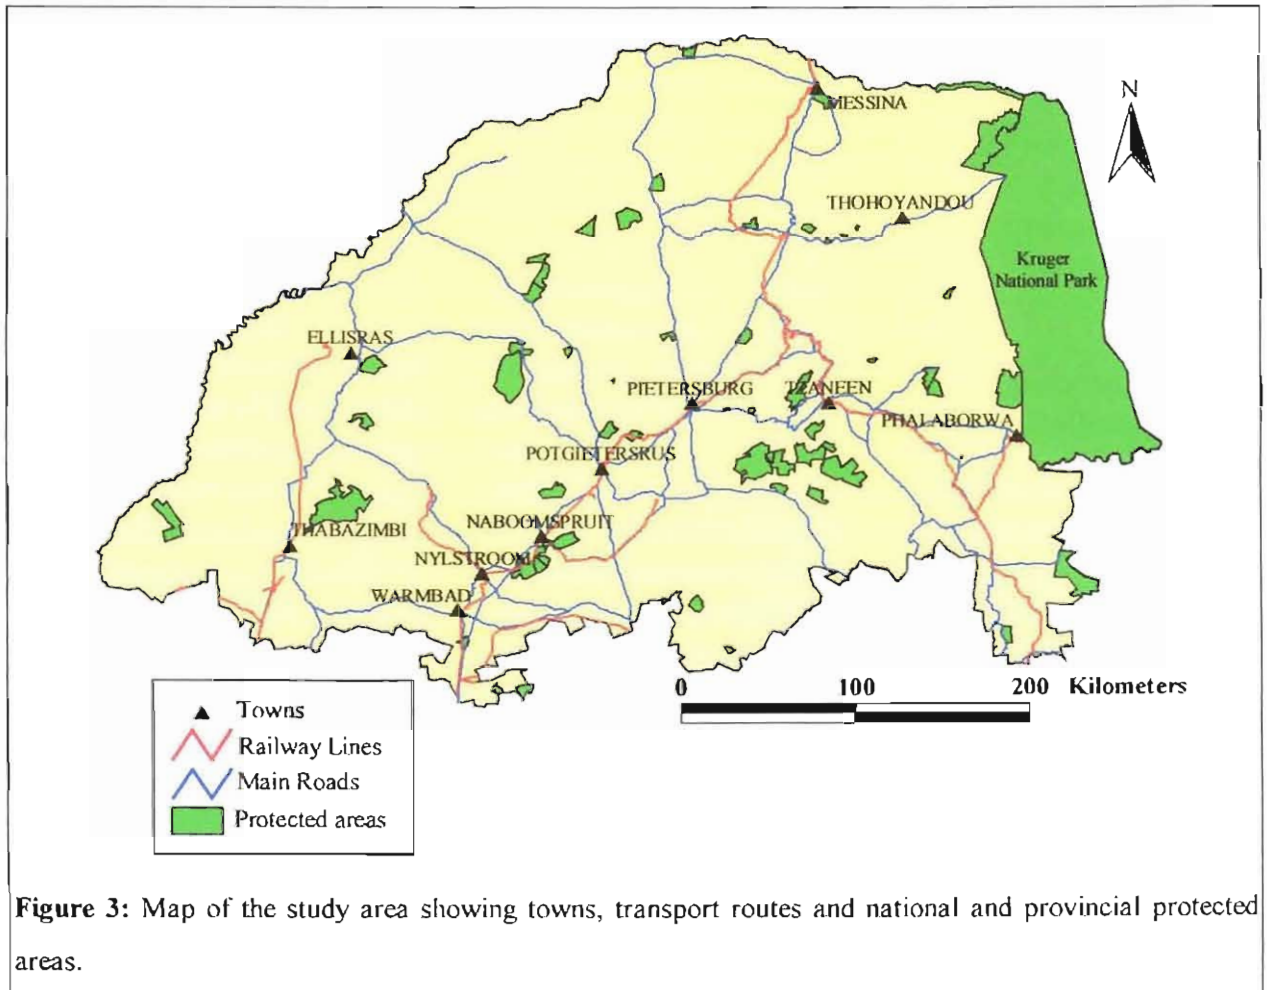 N
MESSINA
THOHOYANDOU
Kruger
National Park
ELLISRAS
PIETERSBURG
TZANEEN
PHALABORWA
POTGIETERSRUS
NABOOMSPRUIT
THABAZIMBI
NYLSTROOM
WARMBAD
0 100 200 Kilometers
Towns
Railway Lines
Main Roads
Protected areas
Figure 3: Map of the study area showing towns, transport routes and national and provincial protected
areas.